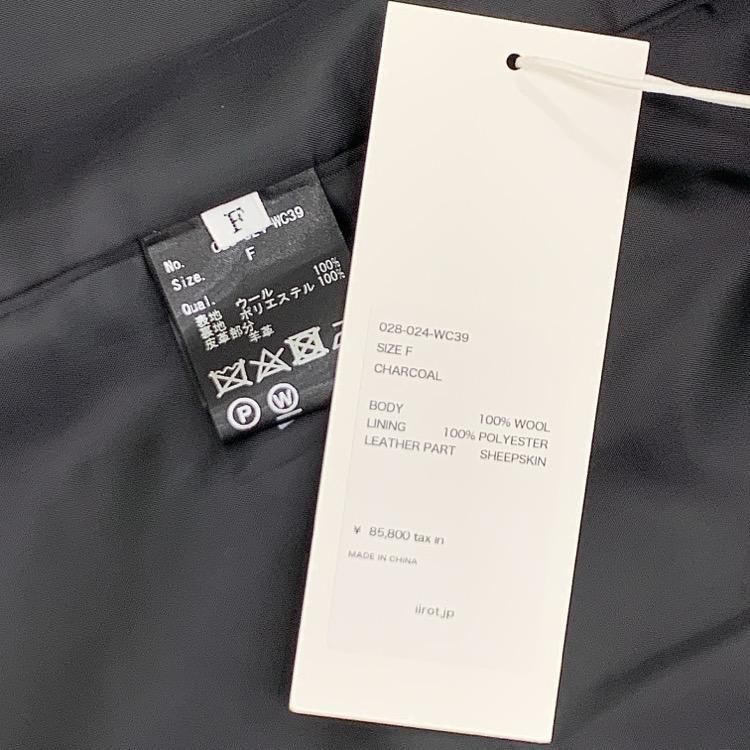 F
No. WC39
Size. F
Qual.
表地 ウール 100%
裏地 ポリエステル 100%
皮革部分 羊革
P
W
028-024-WC39
SIZE F
CHARCOAL
BODY 100% WOOL
LINING 100% POLYESTER
LEATHER PART SHEEPSKIN
¥ 85,800 tax in
MADE IN CHINA
iirot.jp